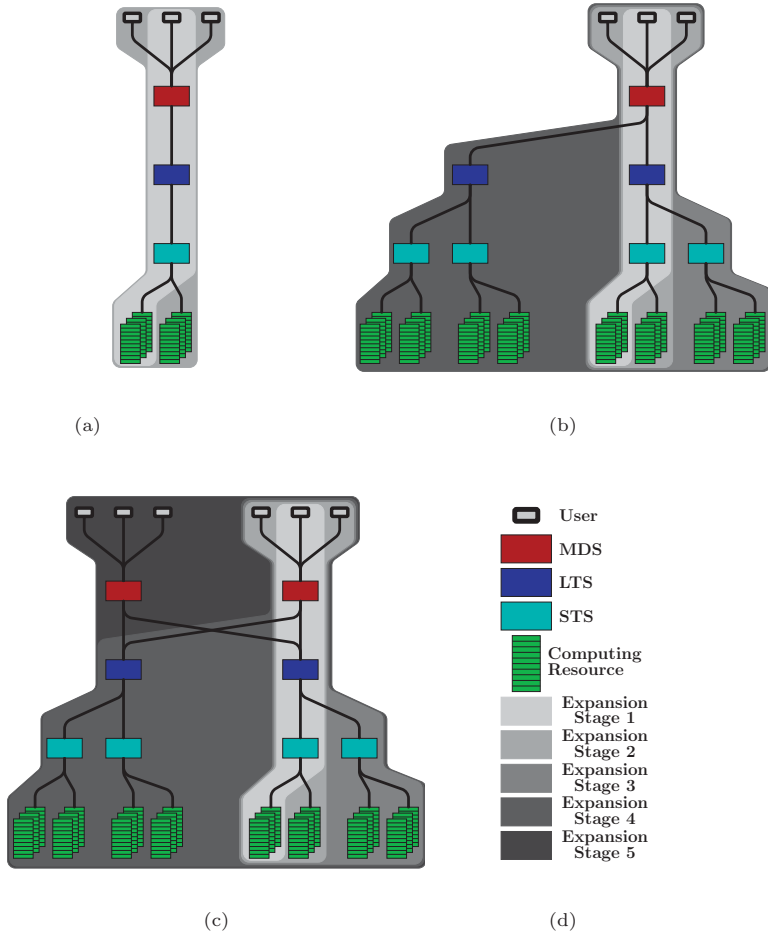 (a)
(b)
User
MDS
LTS
STS
Computing
Resource
Expansion
Stage 1
Expansion
Stage 2
Expansion
Stage 3
Expansion
Stage 4
Expansion
Stage 5
(c)
(d)